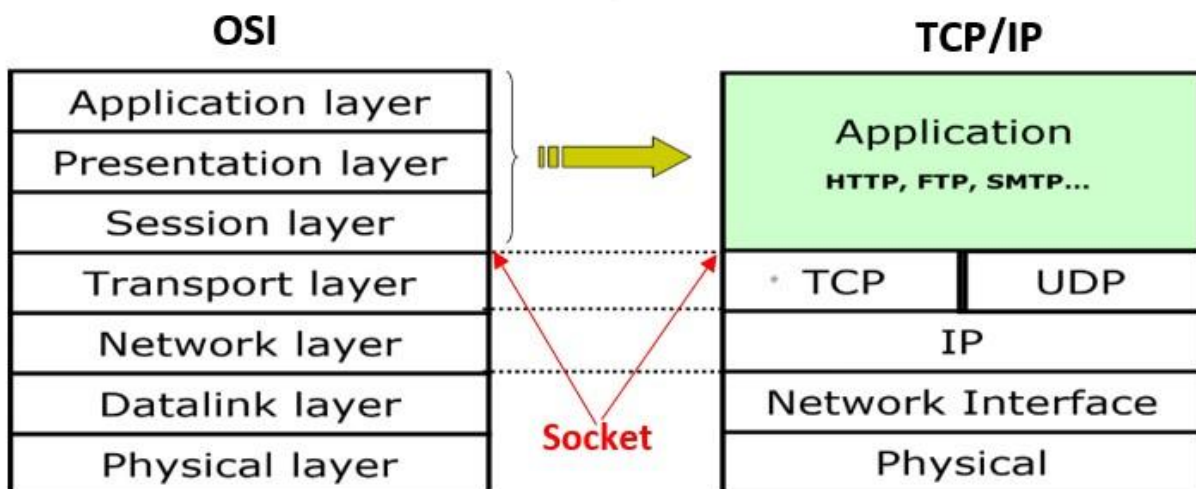 OSI
Application layer
Presentation layer
Session layer
Transport layer
Network layer
Datalink layer
Physical layer
Socket
TCP/IP
Application
HTTP, FTP, SMTP...
TCP UDP
IP
Network Interface
Physical